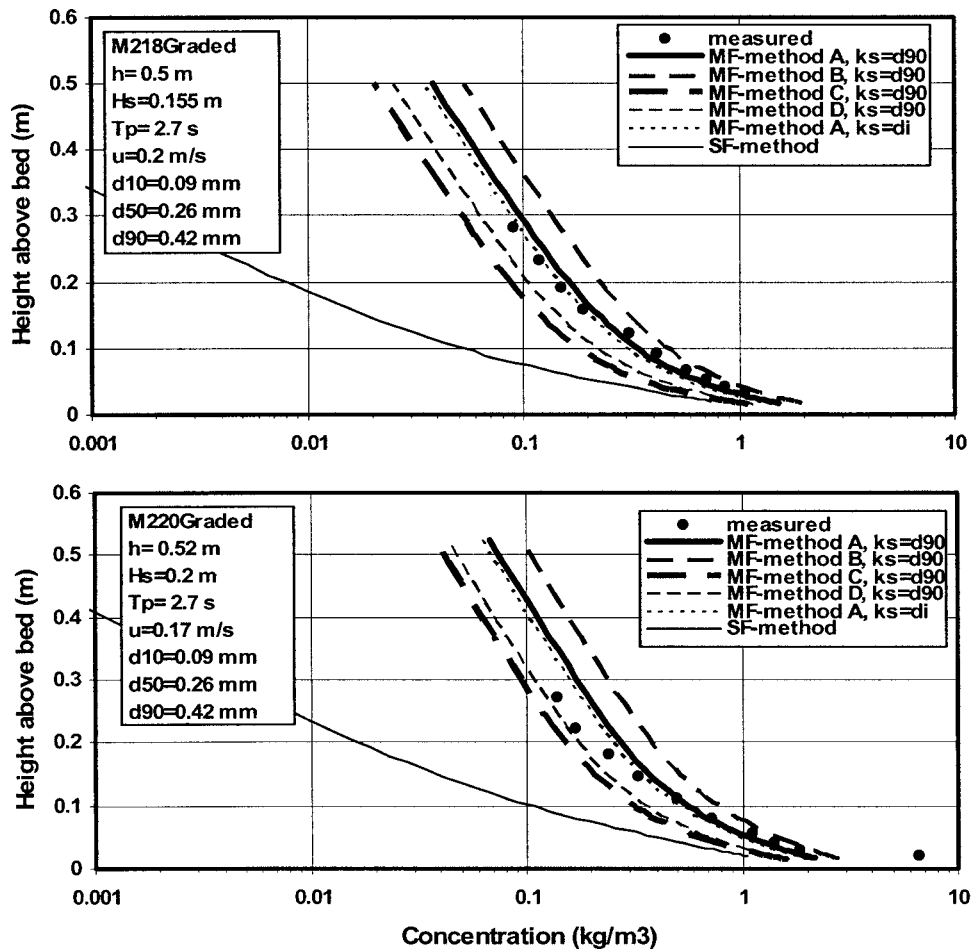 0.6
0.5
0.4
0.3
0.2
0.1
0
Height above bed (m)
M218Graded
h= 0.5 m
Hs=0.155 m
Tp= 2.7 s
u=0.2 m/s
d10=0.09 mm
d50=0.26 mm
d90=0.42 mm
measured
MF-method A, ks=d90
MF-method B, ks=d90
MF-method C, ks=d90
MF-method D, ks=d90
MF-method A, ks=di
SF-method
0.001
0.01
0.1
1
10
0.6
0.5
0.4
0.3
0.2
0.1
0
Height above bed (m)
M220Graded
h= 0.52 m
Hs=0.2 m
Tp= 2.7 s
u=0.17 m/s
d10=0.09 mm
d50=0.26 mm
d90=0.42 mm
measured
MF-method A, ks=d90
MF-method B, ks=d90
MF-method C, ks=d90
MF-method D, ks=d90
MF-method A, ks=di
SF-method
0.001
0.01
0.1
1
10
Concentration (kg/m3)